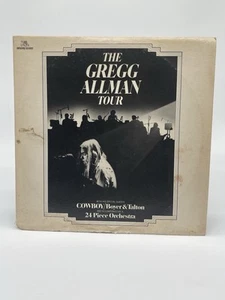 THE
GREGG
ALLMAN
TOUR
COWBOY/Boyer & Talton
24 Piece Orchestra